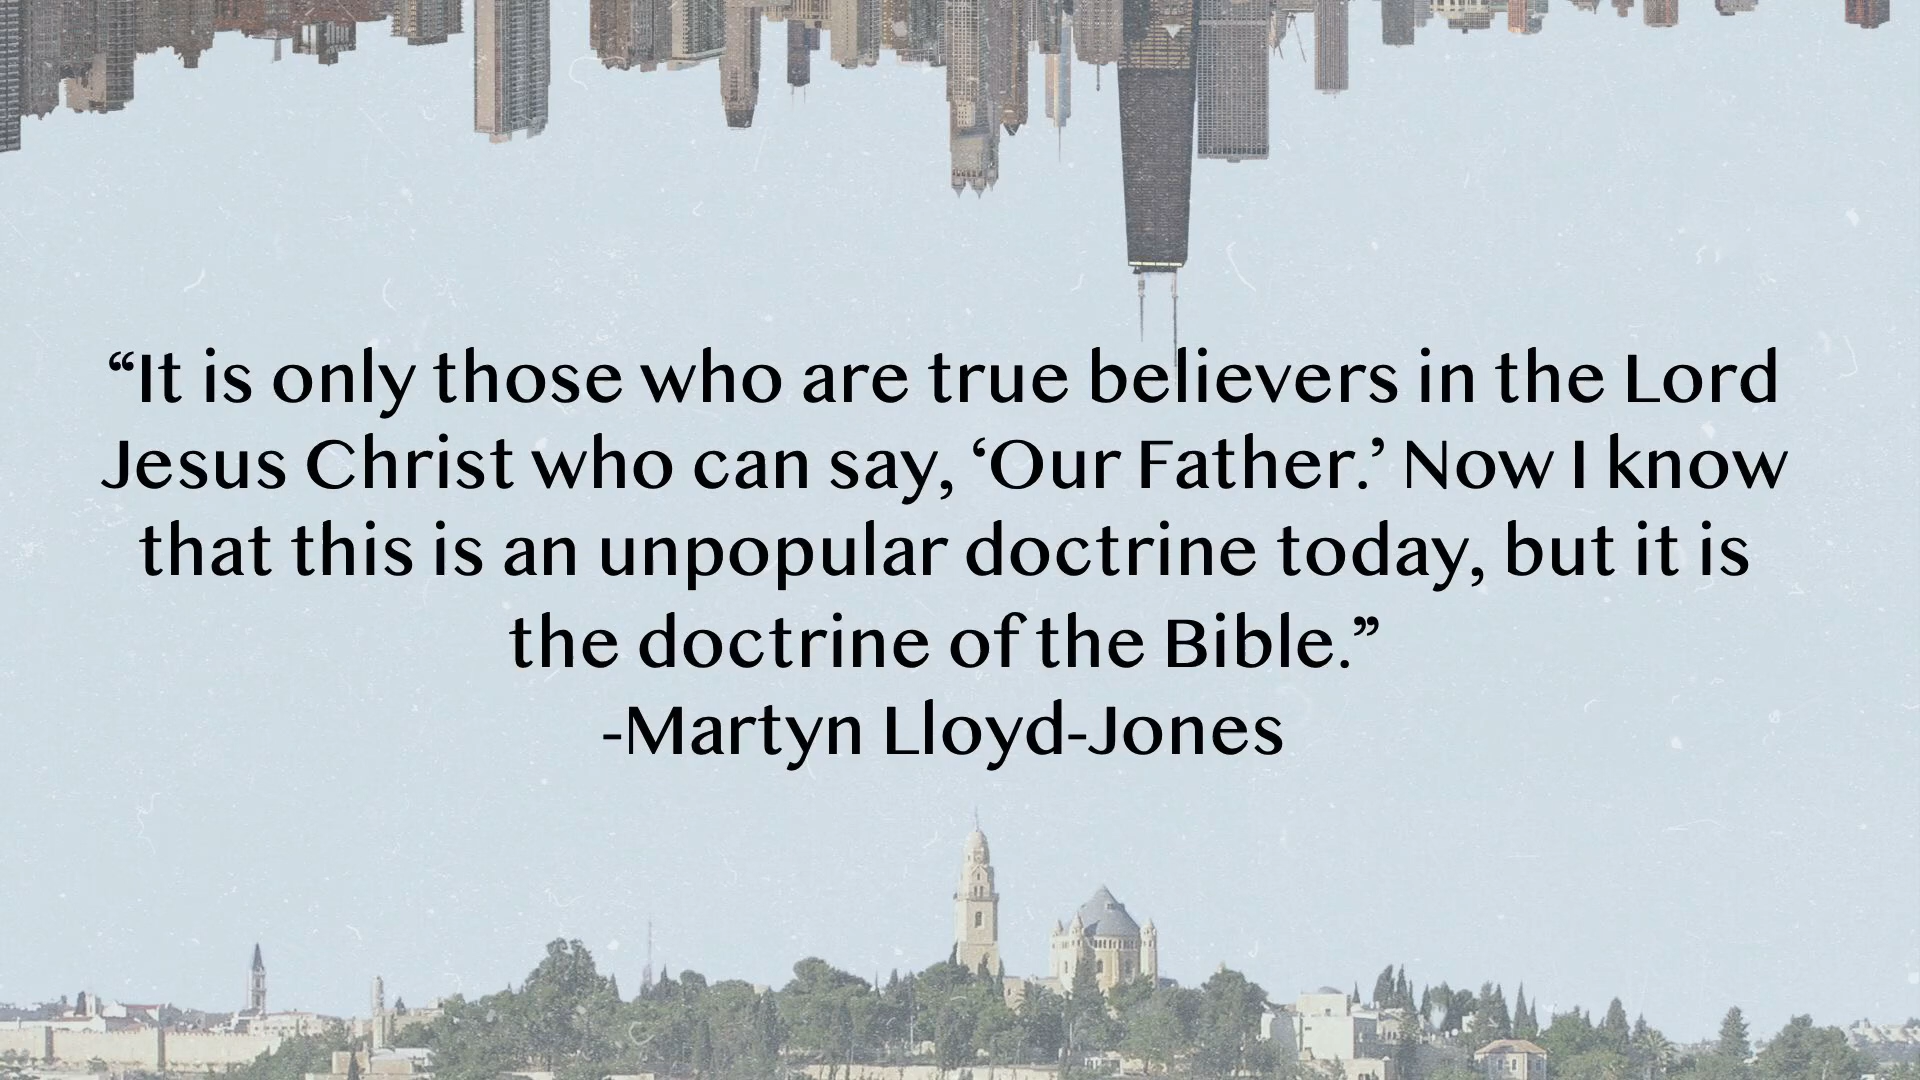 “It is only those who are true believers in the Lord
Jesus Christ who can say, ‘Our Father.’ Now I know
that this is an unpopular doctrine today, but it is
the doctrine of the Bible.”
-Martyn Lloyd-Jones